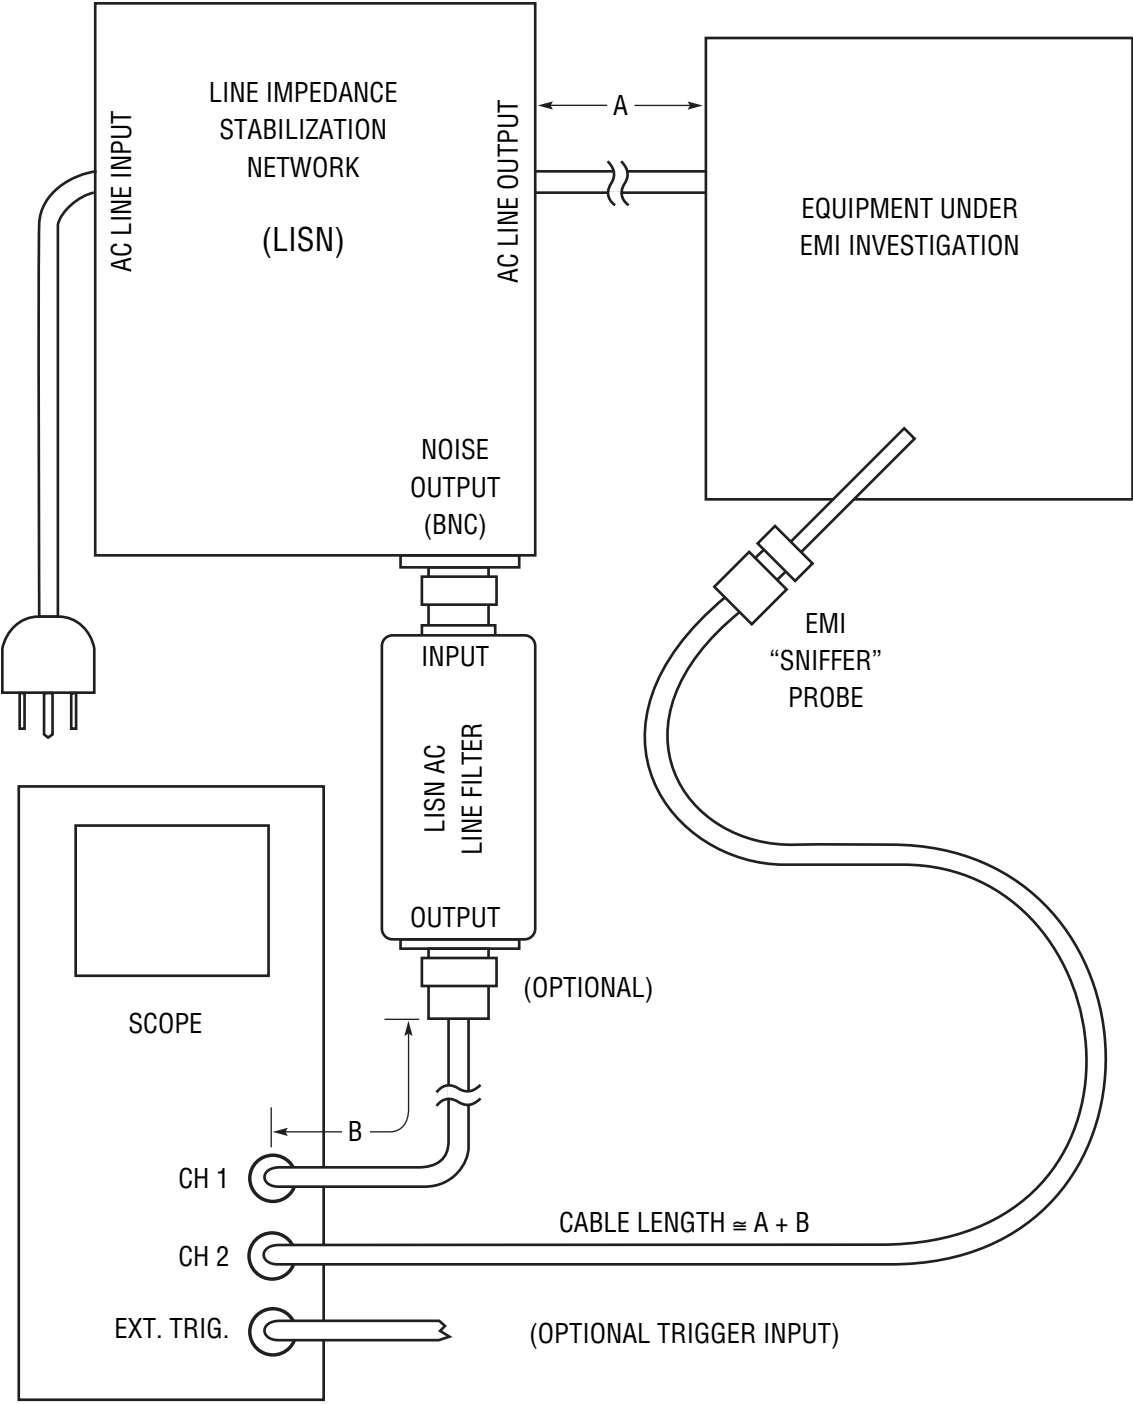 LINE IMPEDANCE
STABILIZATION
NETWORK
(LISN)
AC LINE INPUT
AC LINE OUTPUT
A
EQUIPMENT UNDER
EMI INVESTIGATION
NOISE
OUTPUT
(BNC)
EMI
“SNIFFER”
PROBE
INPUT
LISN AC
LINE FILTER
OUTPUT
(OPTIONAL)
SCOPE
B
CH 1
CABLE LENGTH ≅ A + B
CH 2
EXT. TRIG.
(OPTIONAL TRIGGER INPUT)